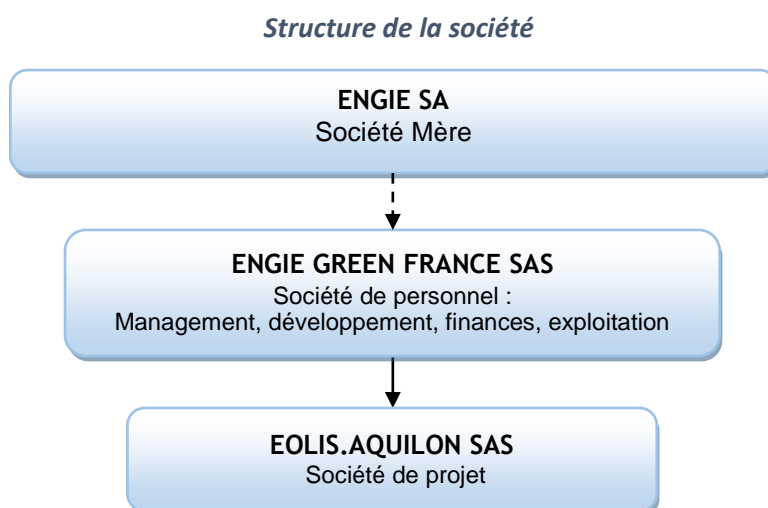 Structure de la société
ENGIE SA
Société Mère
ENGIE GREEN FRANCE SAS
Société de personnel :
Management, développement, finances, exploitation
EOLIS.AQUILON SAS
Société de projet